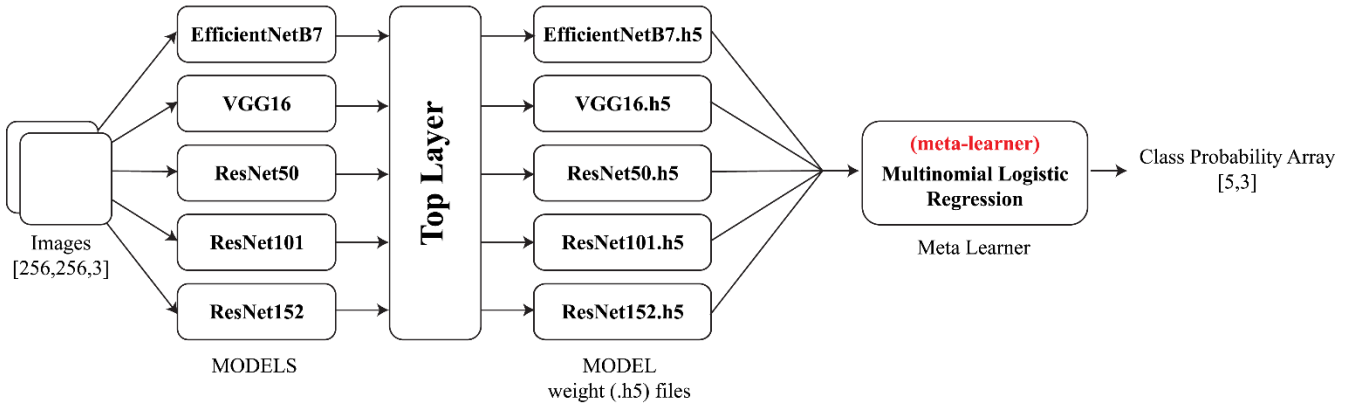 EfficientNetB7
VGG16
ResNet50
ResNet101
ResNet152
MODELS
Images
[256,256,3]
Top Layer
EfficientNetB7.h5
VGG16.h5
ResNet50.h5
ResNet101.h5
ResNet152.h5
MODEL
weight (.h5) files
(meta-learner)
Multinomial Logistic
Regression
Meta Learner
Class Probability Array
[5,3]